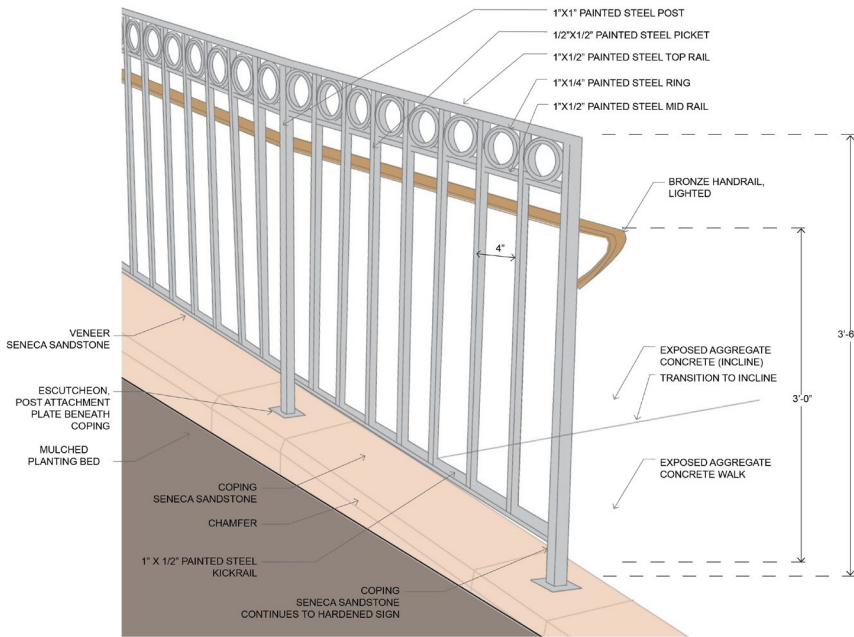 1"X1" PAINTED STEEL POST
1/2"X1/2" PAINTED STEEL PICKET
1"X1/2" PAINTED STEEL TOP RAIL
1"X1/4" PAINTED STEEL RING
1"X1/2" PAINTED STEEL MID RAIL
BRONZE HANDRAIL,
LIGHTED
4"
3'-6
VENEER
SENECA SANDSTONE
EXPOSED AGGREGATE
CONCRETE (INCLINE)
TRANSITION TO INCLINE
3'-0"
ESCUTCHEON,
POST ATTACHMENT
PLATE BENEATH
COPING
MULCHED
PLANTING BED
EXPOSED AGGREGATE
CONCRETE WALK
COPING
SENECA SANDSTONE
CHAMFER
1" X 1/2" PAINTED STEEL
KICKRAIL
COPING
SENECA SANDSTONE
CONTINUES TO HARDENED SIGN